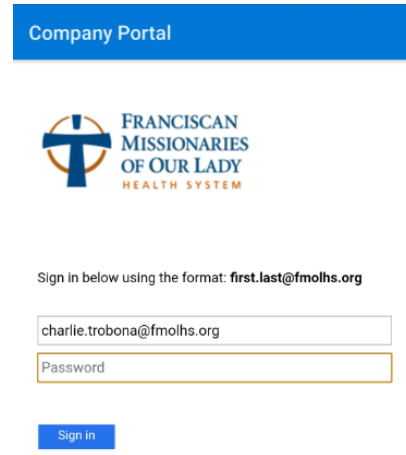 Company Portal
FRANCISCAN
MISSIONARIES
OF OUR LADY
HEALTH SYSTEM
Sign in below using the format: first.last@fmolhs.org
charlie.trobona@fmolhs.org
Password
Sign in